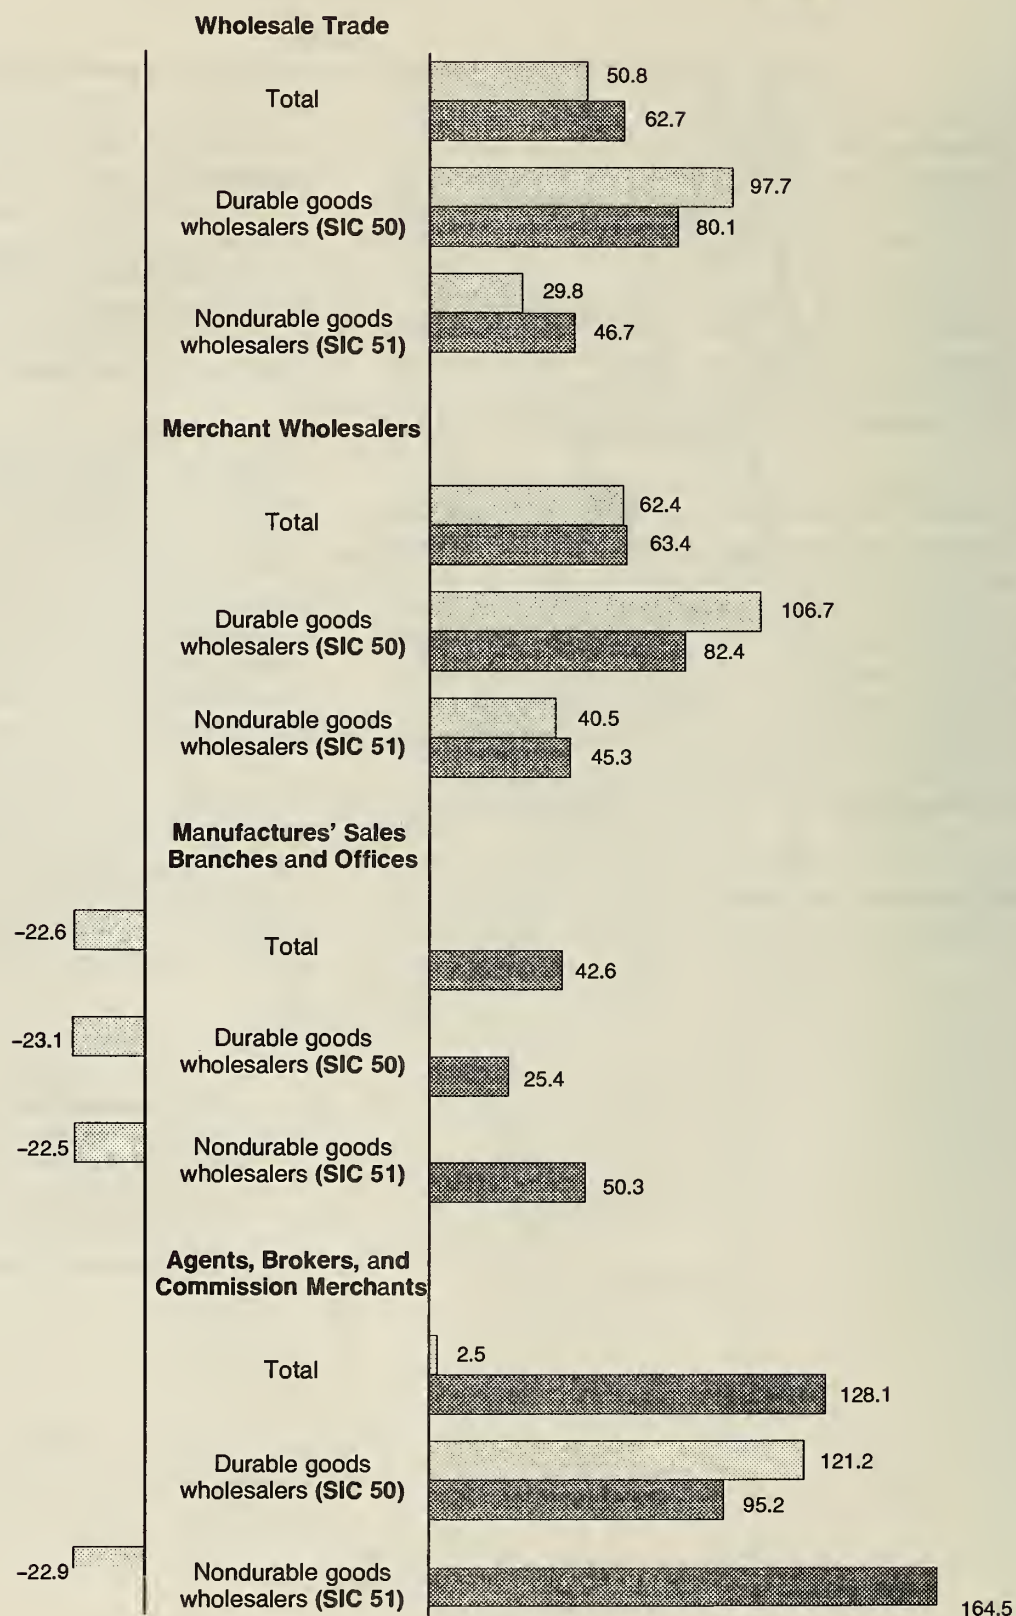 Wholesale Trade
50.8
Total
62.7
97.7
Durable goods
wholesalers (SIC 50)
80.1
29.8
Nondurable goods
wholesalers (SIC 51)
46.7
Merchant Wholesalers
62.4
Total
63.4
106.7
Durable goods
wholesalers (SIC 50)
82.4
40.5
Nondurable goods
wholesalers (SIC 51)
45.3
Manufactures’ Sales
Branches and Offices
-22.6
Total
42.6
-23.1
Durable goods
wholesalers (SIC 50)
25.4
-22.5
Nondurable goods
wholesalers (SIC 51)
50.3
Agents, Brokers, and
Commission Merchants
2.5
Total
128.1
121.2
Durable goods
wholesalers (SIC 50)
95.2
-22.9
Nondurable goods
wholesalers (SIC 51)
164.5